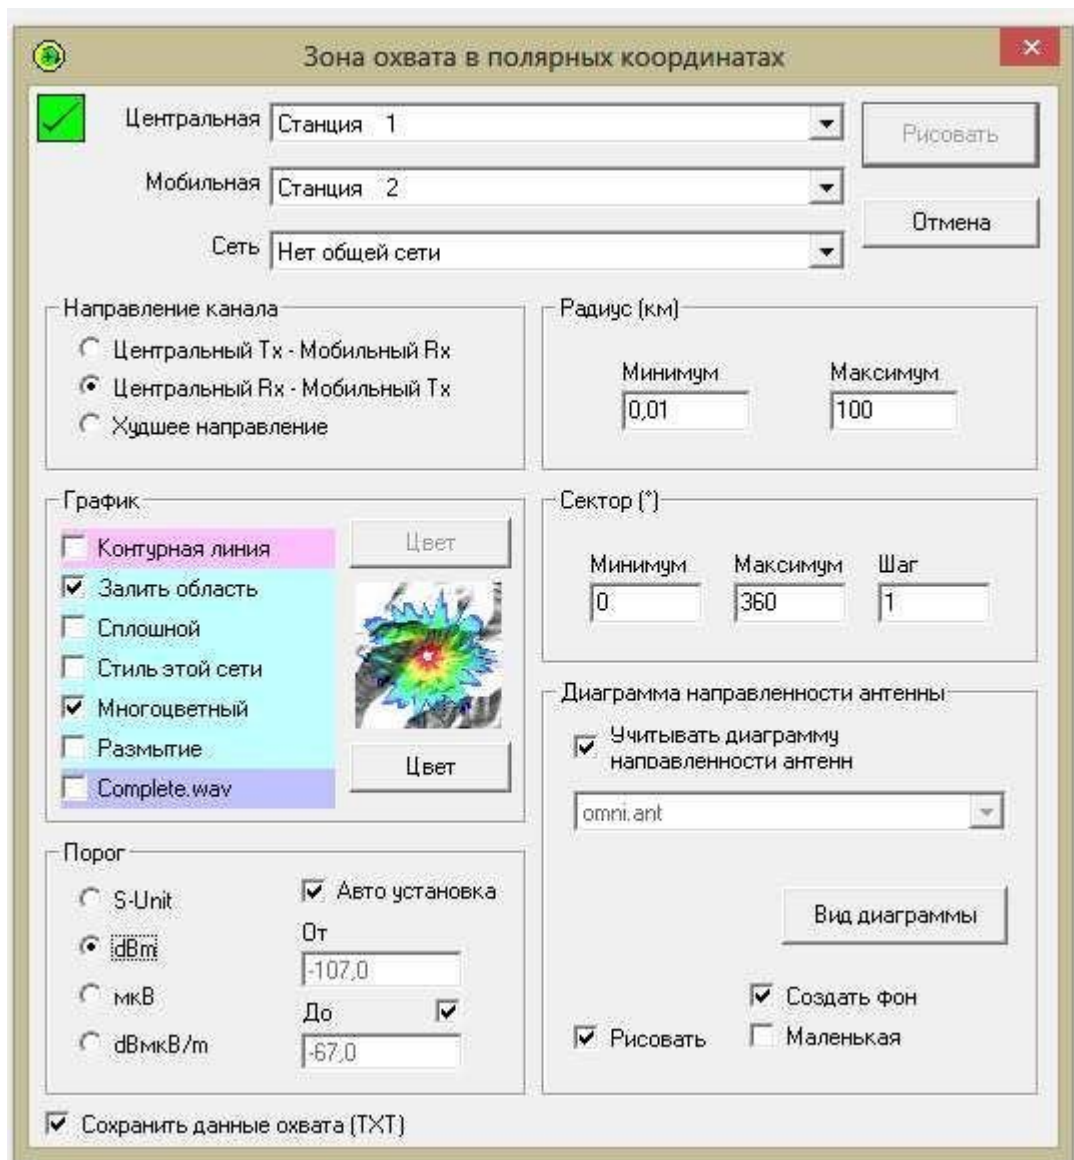 Зона охвата в полярных координатах
Центральная Станция 1 Рисовать
Мобильная Станция 2 Отмена
Сеть Нет общей сети
Направление канала
Центральный Tx - Мобильный Rx
Центральный Rx - Мобильный Tx
Худшее направление
Радиус (км)
Минимум Максимум
0,01 100
График
Контурная линия Цвет
Залить область
Сплошной
Стиль этой сети
Многоцветный
Размытие Цвет
Complete.wav
Сектор (°)
Минимум Максимум Шаг
0 360 1
Диаграмма направленности антенны
Учитывать диаграмму
направленности антенн
omni.ant
Вид диаграммы
Создать фон
Рисовать Маленькая
Порог
S-Unit Авто установка
dBm От
-107,0
мкВ До
dBмкВ/m -67,0
Сохранить данные охвата (TXT)